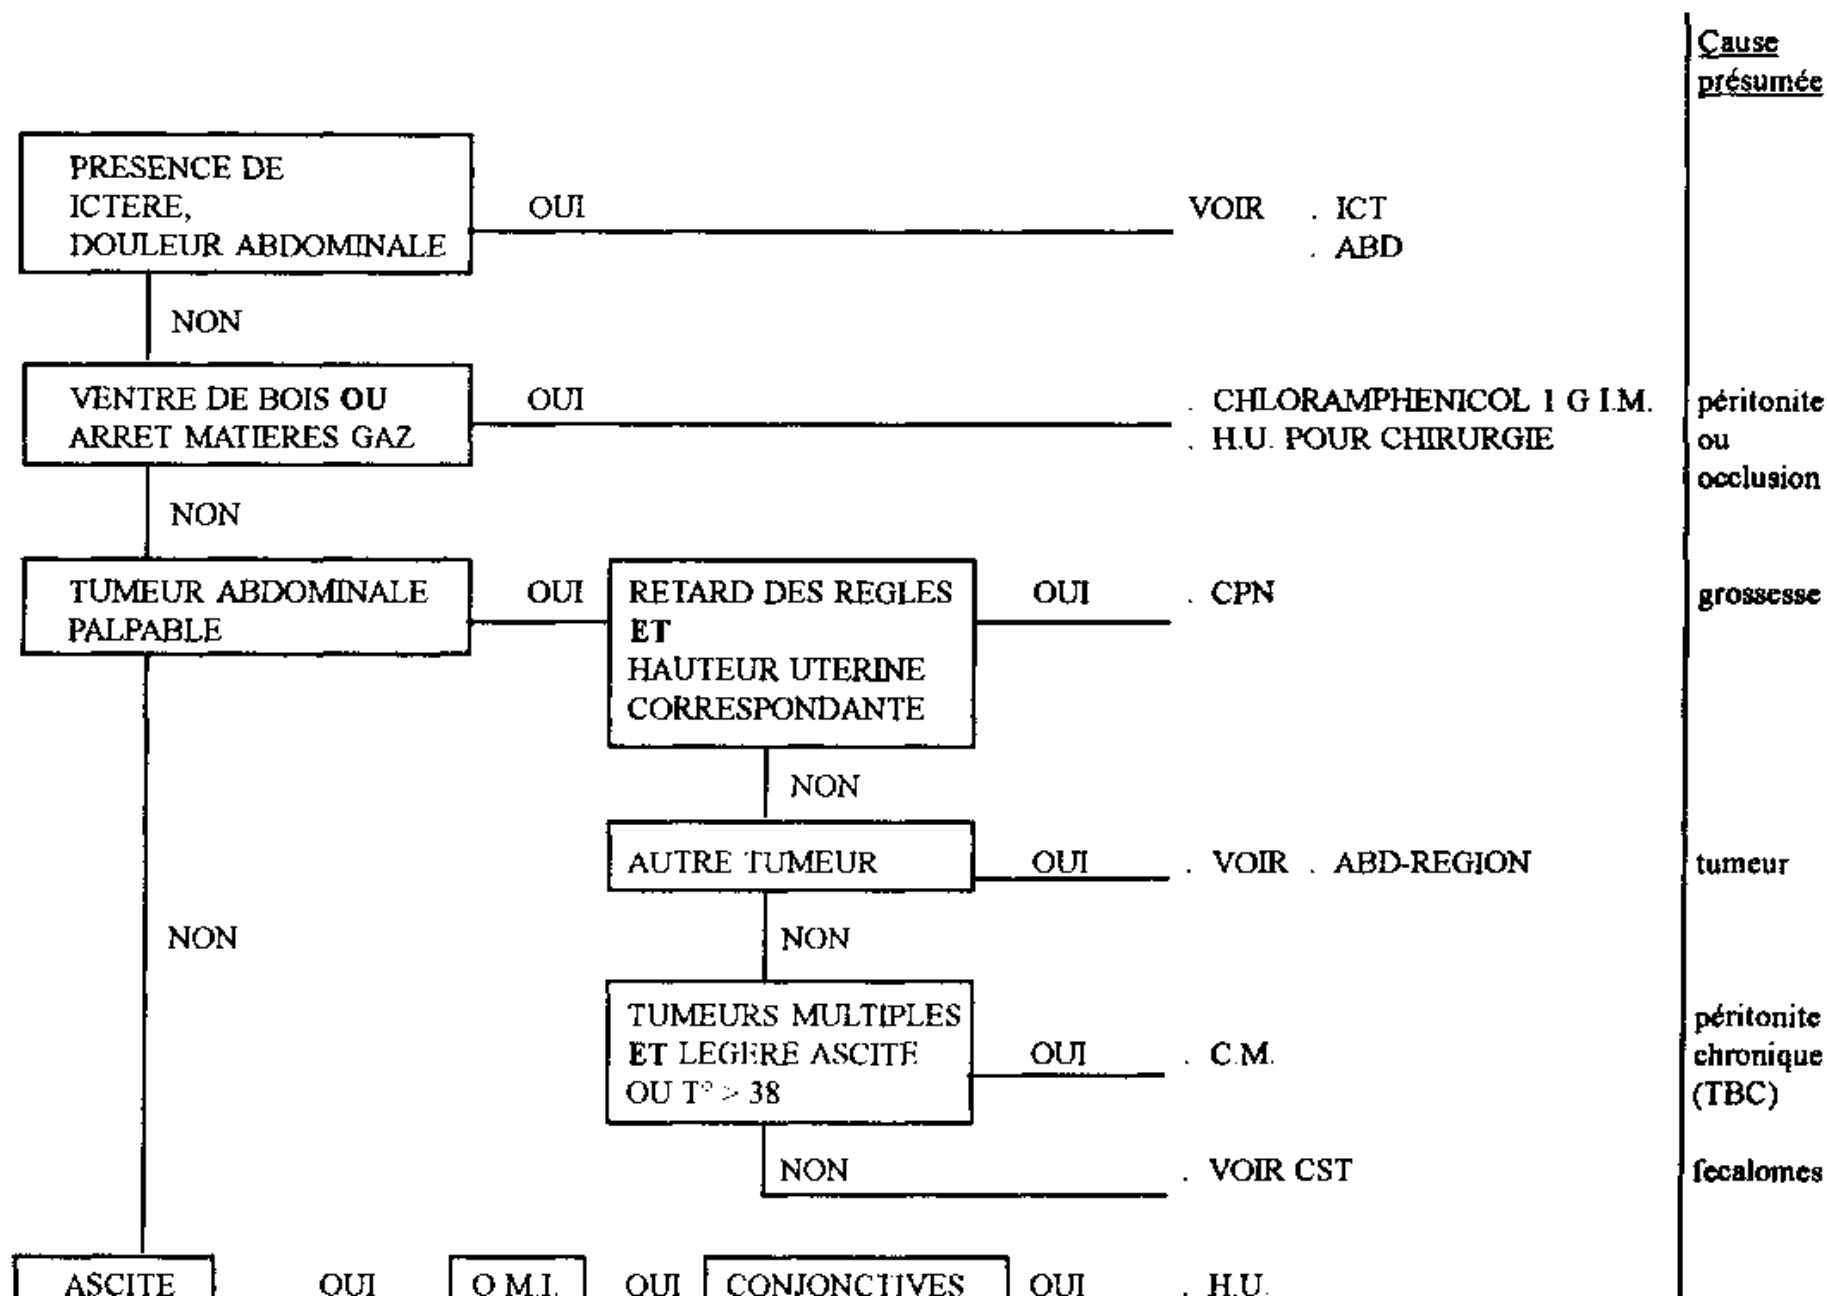 Cause
présumée
PRESENCE DE
ICTERE,
DOULEUR ABDOMINALE
OUI
VOIR . ICT
. ABD
NON
VENTRE DE BOIS OU
ARRET MATIERES GAZ
OUI
. CHLORAMPHENICOL 1 G I.M.
. H.U. POUR CHIRURGIE
péritonite
ou
occlusion
NON
TUMEUR ABDOMINALE
PALPABLE
OUI
RETARD DES REGLES
ET
HAUTEUR UTERINE
CORRESPONDANTE
OUI
. CPN
grossesse
NON
AUTRE TUMEUR
OUI
. VOIR . ABD-REGION
tumeur
NON
NON
TUMEURS MULTIPLES
ET LEGERE ASCITE
OU T° > 38
OUI
. C.M.
péritonite
chronique
(TBC)
NON
. VOIR CST
fecalomes
ASCITE
OUI
O.M.I.
OUI
CONJONCTIVES
OUI
. H.U.